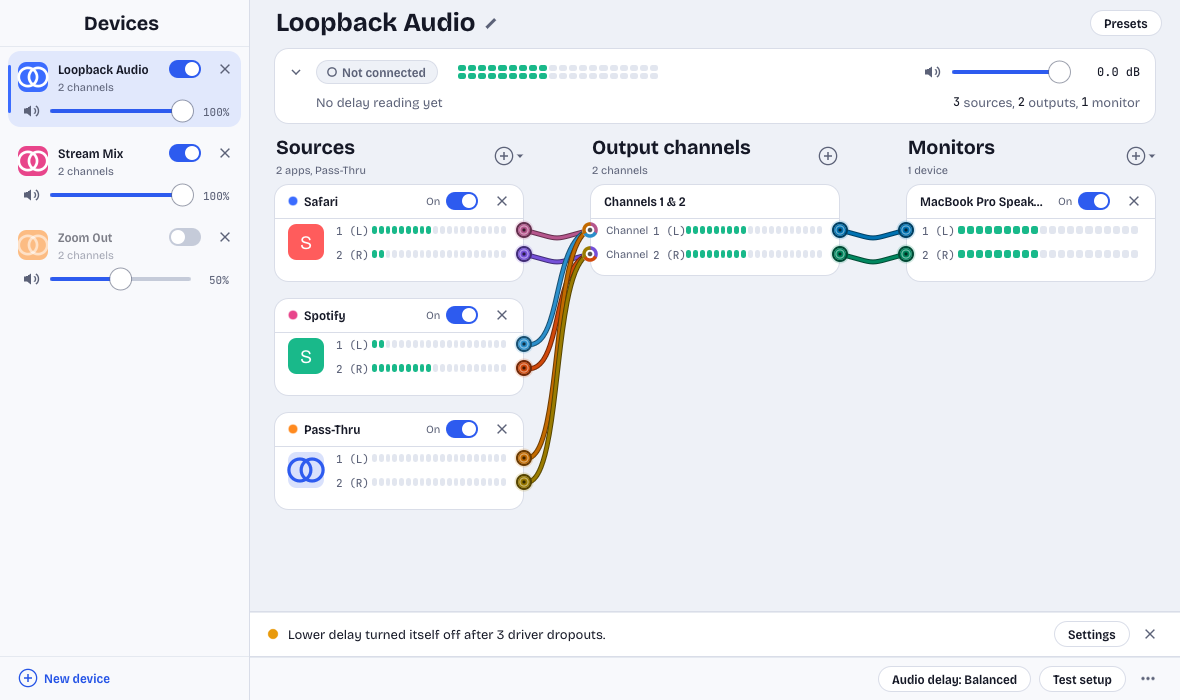 Devices
Loopback Audio
2 channels
100%
Stream Mix
2 channels
100%
Zoom Out
2 channels
50%
New device
Loopback Audio
Presets
Not connected
0.0 dB
No delay reading yet
3 sources, 2 outputs, 1 monitor
Sources
2 apps, Pass-Thru
Output channels
2 channels
Monitors
1 device
Safari
On
S
1 (L)
2 (R)
Spotify
On
S
1 (L)
2 (R)
Pass-Thru
On
1 (L)
2 (R)
Channels 1 & 2
Channel 1 (L)
Channel 2 (R)
MacBook Pro Speak...
On
1 (L)
2 (R)
Lower delay turned itself off after 3 driver dropouts.
Settings
Audio delay: Balanced
Test setup